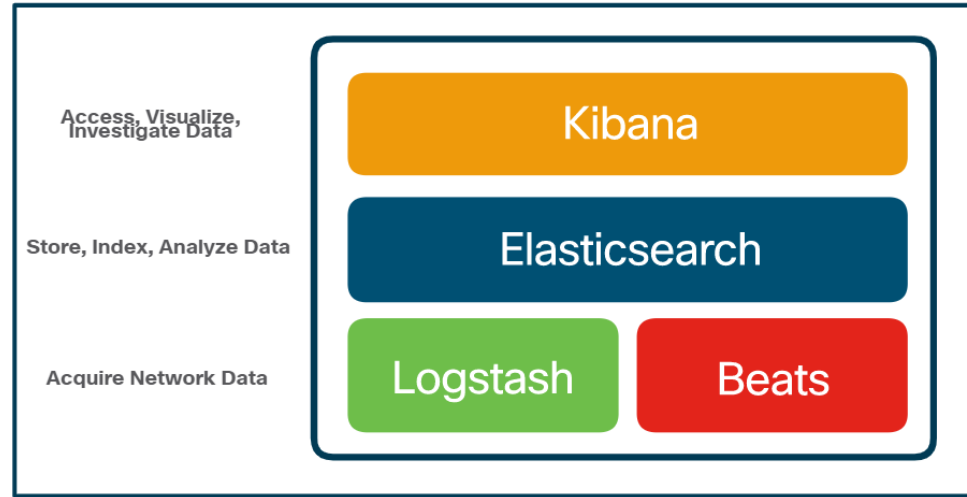 Access, Visualize,
Investigate Data
Kibana
Store, Index, Analyze Data
Elasticsearch
Acquire Network Data
Logstash
Beats